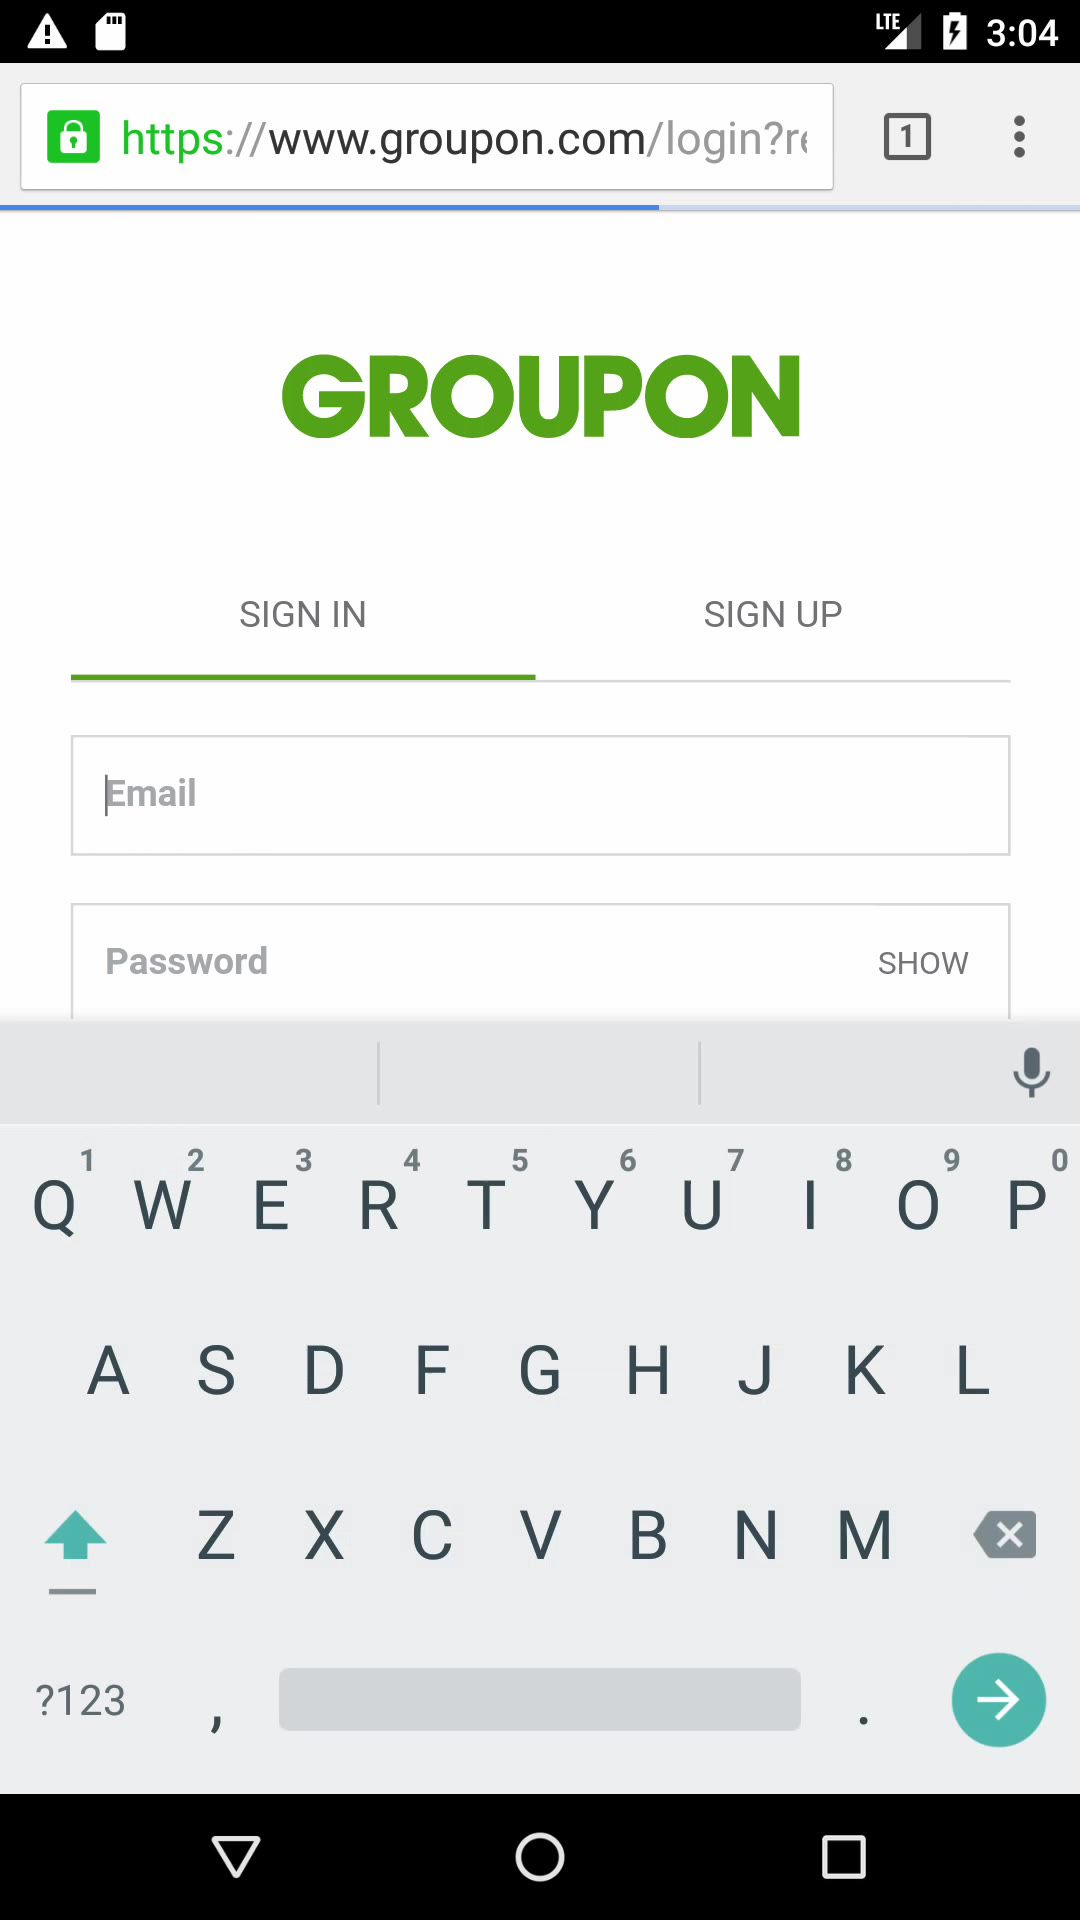 LTE 3:04
https://www.groupon.com/login?re
1
GROUPON
SIGN IN SIGN UP
Email
Password SHOW
1 2 3 4 5 6 7 8 9 0
Q W E R T Y U I O P
A S D F G H J K L
Z X C V B N M
?123 , .